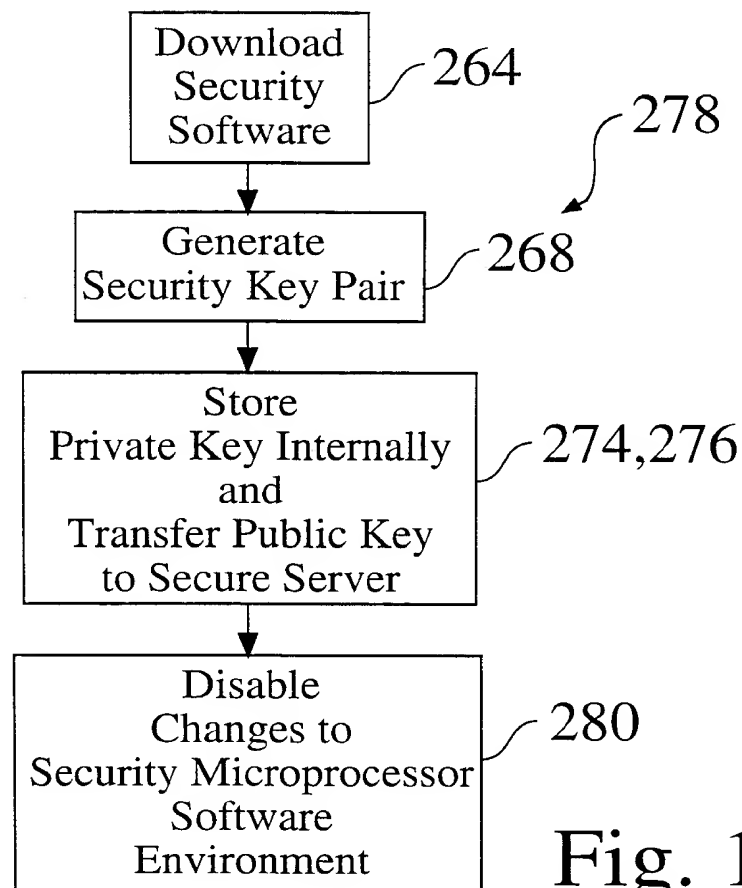 Download
Security
Software
264
278
Generate
Security Key Pair
268
Store
Private Key Internally
and
Transfer Public Key
to Secure Server
274,276
Disable
Changes to
Security Microprocessor
Software
Environment
280
Fig.